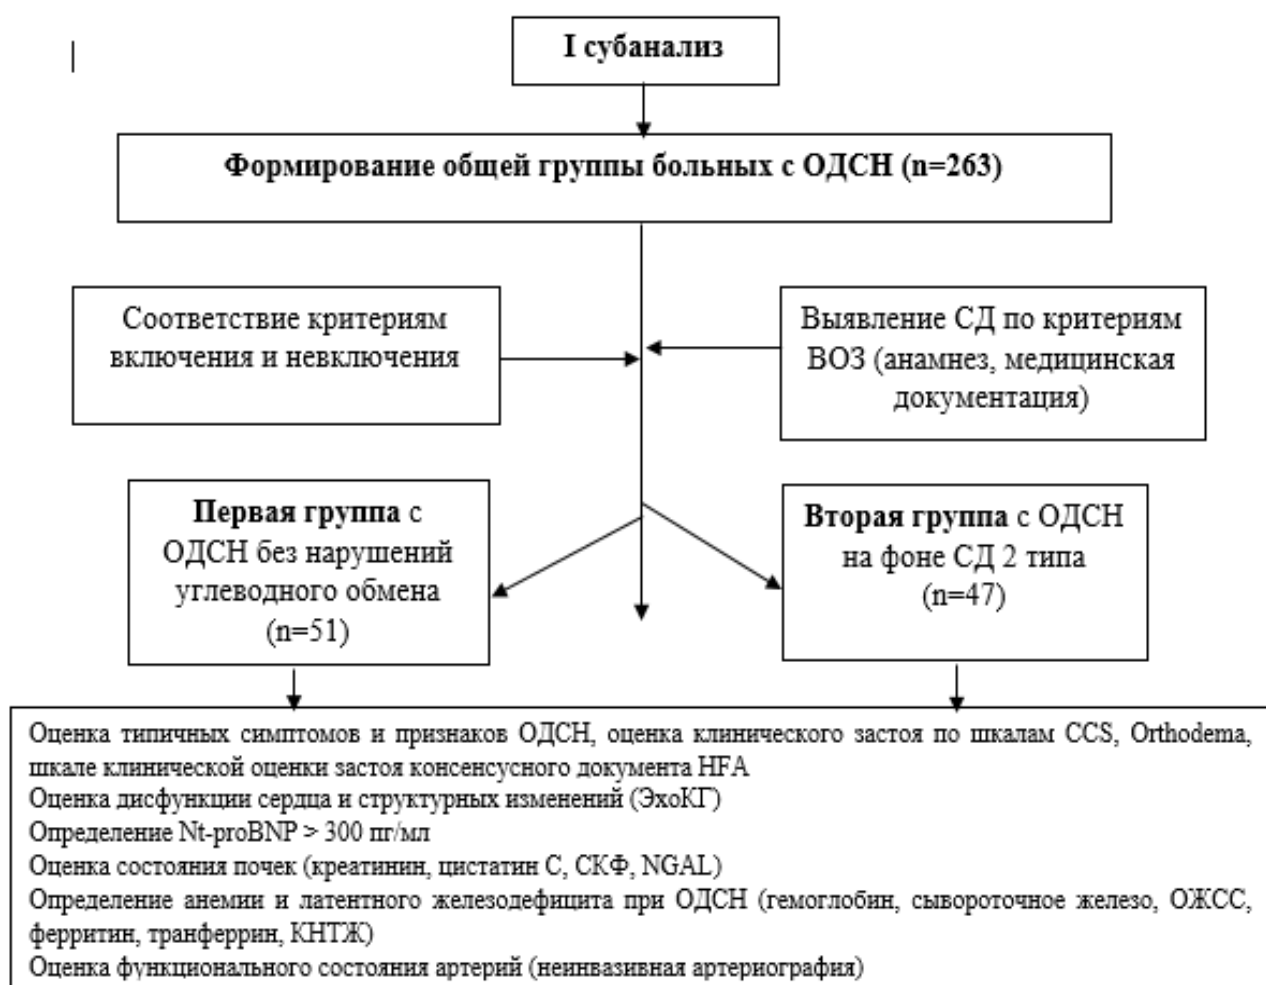 I субанализ
Формирование общей группы больных с ОДСН (n=263)
Соответствие критериям
включения и невключения
Выявление СД по критериям
ВОЗ (анамнез, медицинская
документация)
Первая группа с
ОДСН без нарушений
углеводного обмена
(n=51)
Вторая группа с ОДСН
на фоне СД 2 типа
(n=47)
Оценка типичных симптомов и признаков ОДСН, оценка клинического застоя по шкалам CCS, Orthodema,
шкале клинической оценки застоя консенсусного документа HFA
Оценка дисфункции сердца и структурных изменений (ЭхоКГ)
Определение Nt-proBNP > 300 пг/мл
Оценка состояния почек (креатинин, цистатин С, СКФ, NGAL)
Определение анемии и латентного железодефицита при ОДСН (гемоглобин, сывороточное железо, ОЖСС,
ферритин, транферрин, КНТЖ)
Оценка функционального состояния артерий (неинвазивная артериография)